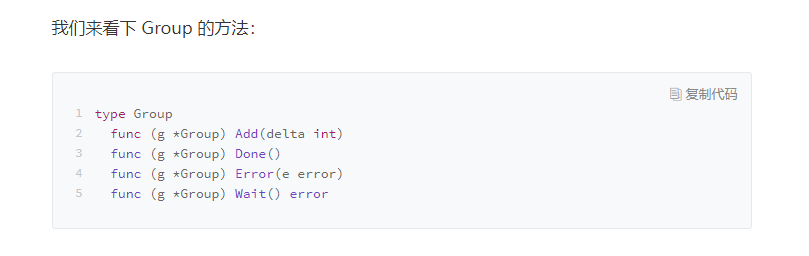 我们来看下 Group 的方法：
复制代码
1 type Group
2 func (g *Group) Add(delta int)
3 func (g *Group) Done()
4 func (g *Group) Error(e error)
5 func (g *Group) Wait() error